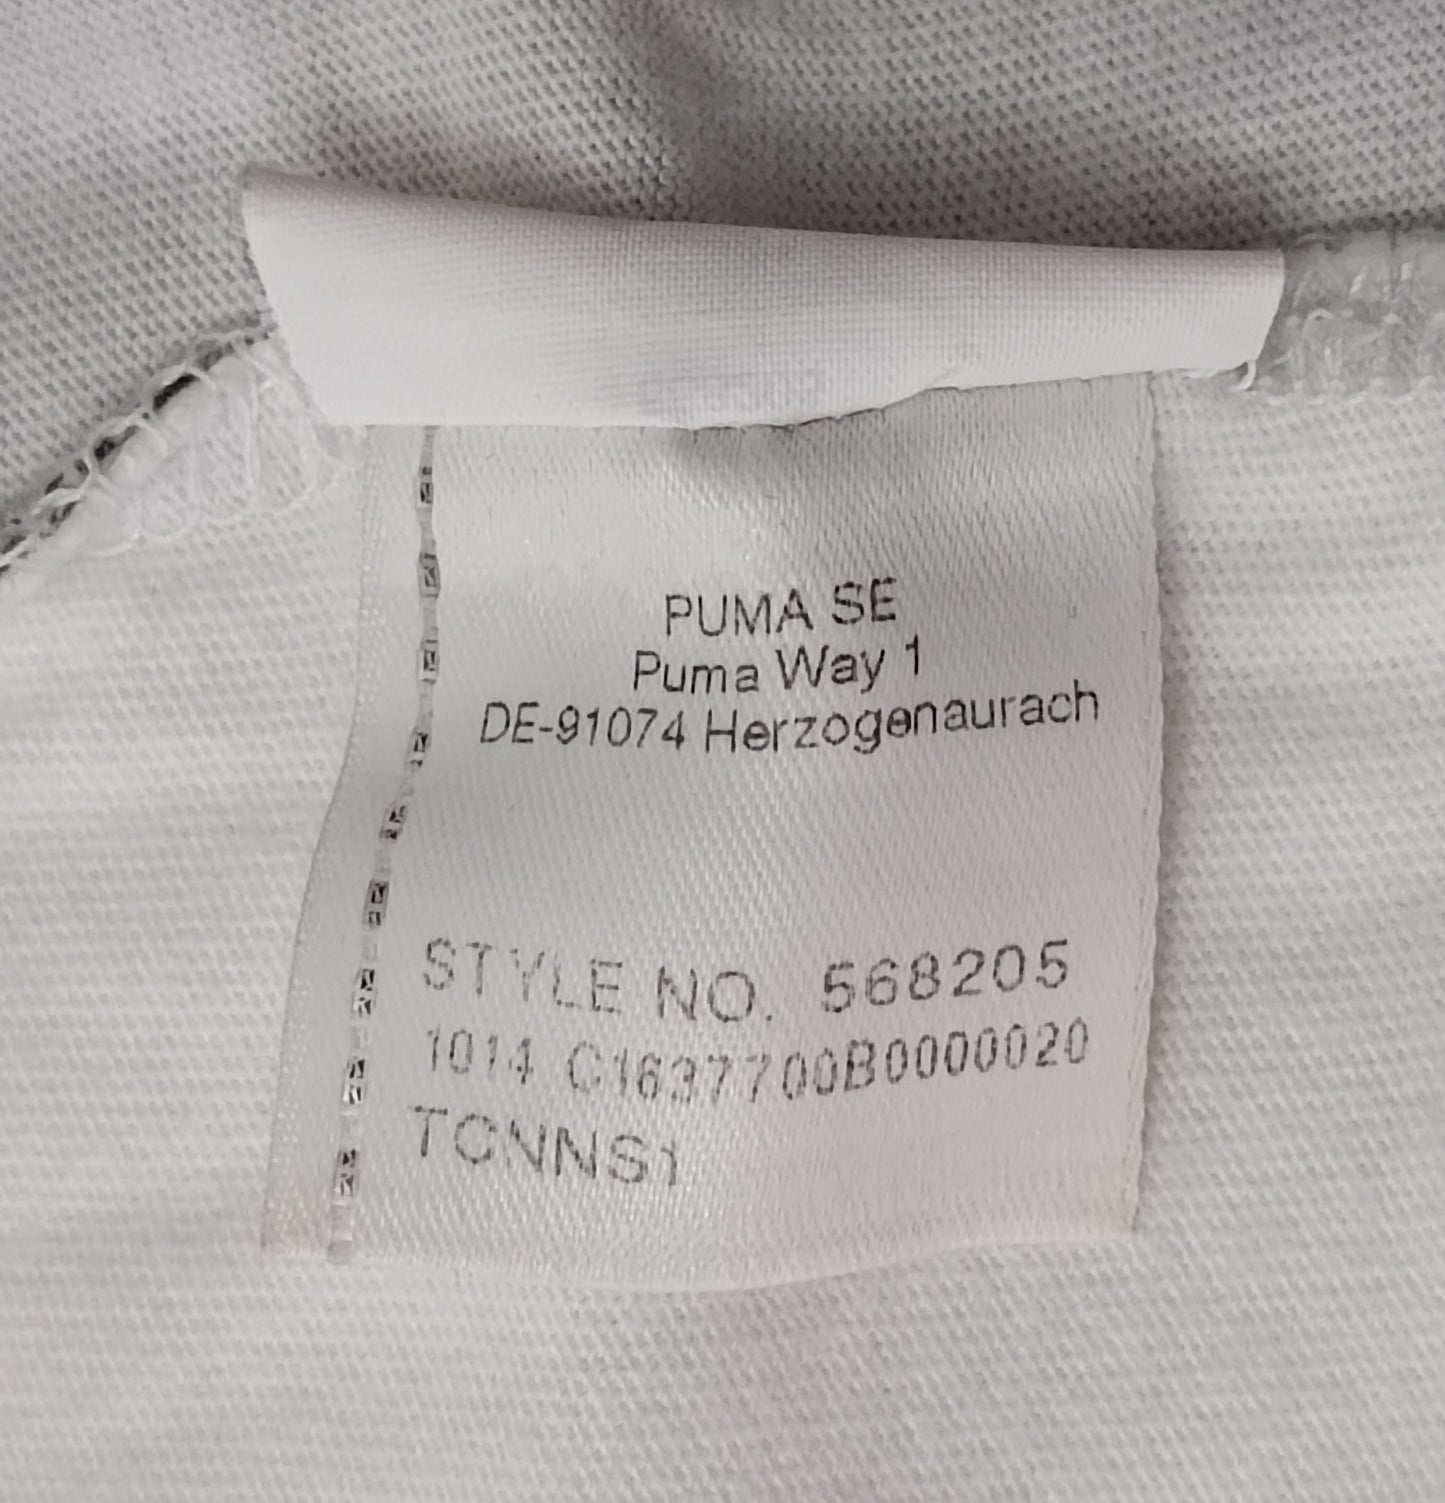 PUMA SE
Puma Way 1
DE-91074 Herzogenaurach
STYLE NO. 568205
1014 C1637700B0000020
TCNNS1